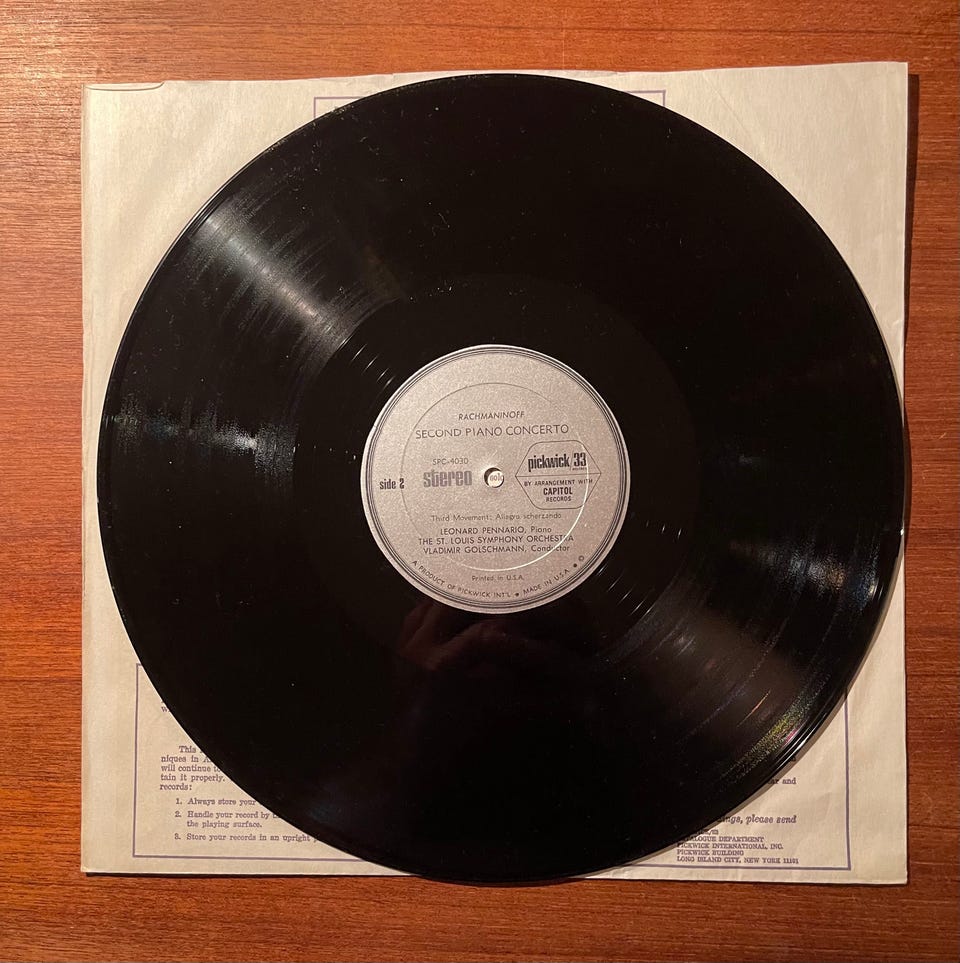 RACHMANINOFF
SECOND PIANO CONCERTO
SPC-4030
side 2 stereo
pickwick/33
RECORDS
BY ARRANGEMENT WITH
CAPITOL
RECORDS
Third Movement: Allegro scherzando
LEONARD PENNARIO, Piano
THE ST. LOUIS SYMPHONY ORCHESTRA
VLADIMIR GOLSCHMANN, Conductor
Printed in U.S.A.
A PRODUCT OF PICKWICK INT'L • MADE IN U.S.A. •
This
niques in
will continue
tain it properly.
records:
1. Always store your
2. Handle your record by
the playing surface.
3. Store your records in an upright
and
please send
CATALOGUE DEPARTMENT
PICKWICK INTERNATIONAL, INC.
PICKWICK BUILDING
LONG ISLAND CITY, NEW YORK 11101